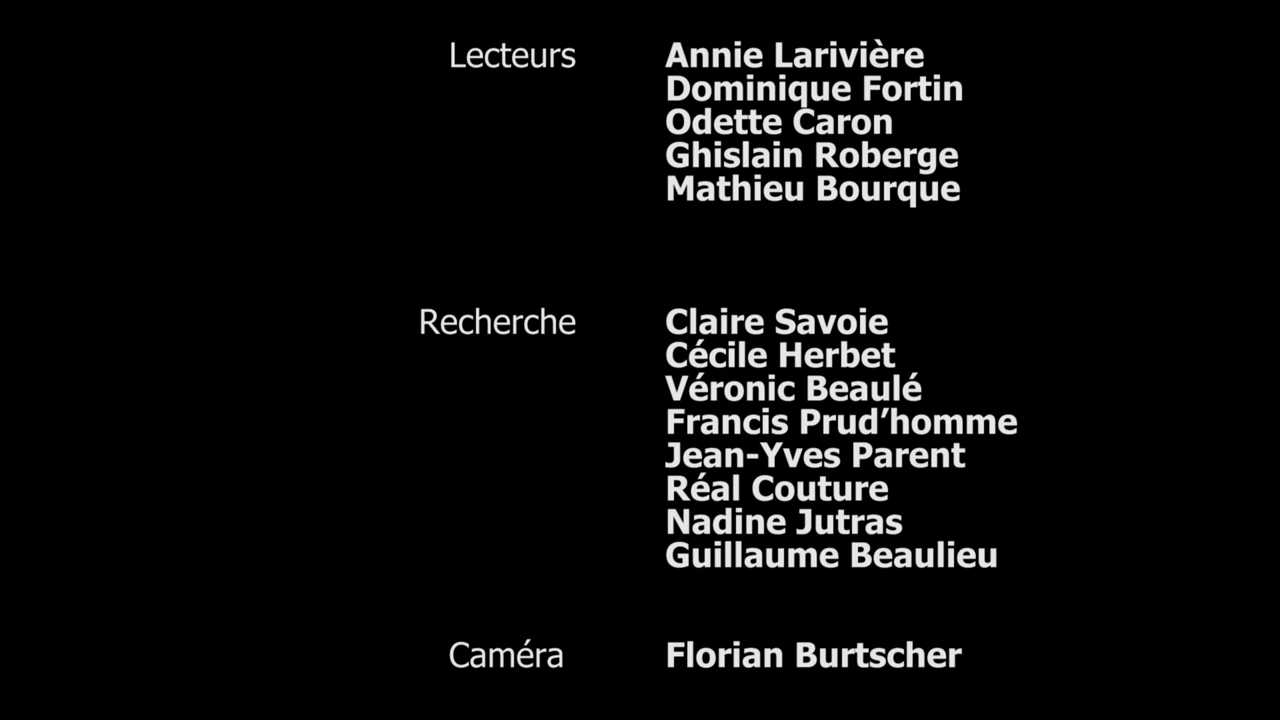 Lecteurs Annie Larivière
Dominique Fortin
Odette Caron
Ghislain Roberge
Mathieu Bourque
Recherche Claire Savoie
Cécile Herbet
Véronic Beaulé
Francis Prud’homme
Jean-Yves Parent
Réal Couture
Nadine Jutras
Guillaume Beaulieu
Caméra Florian Burtscher